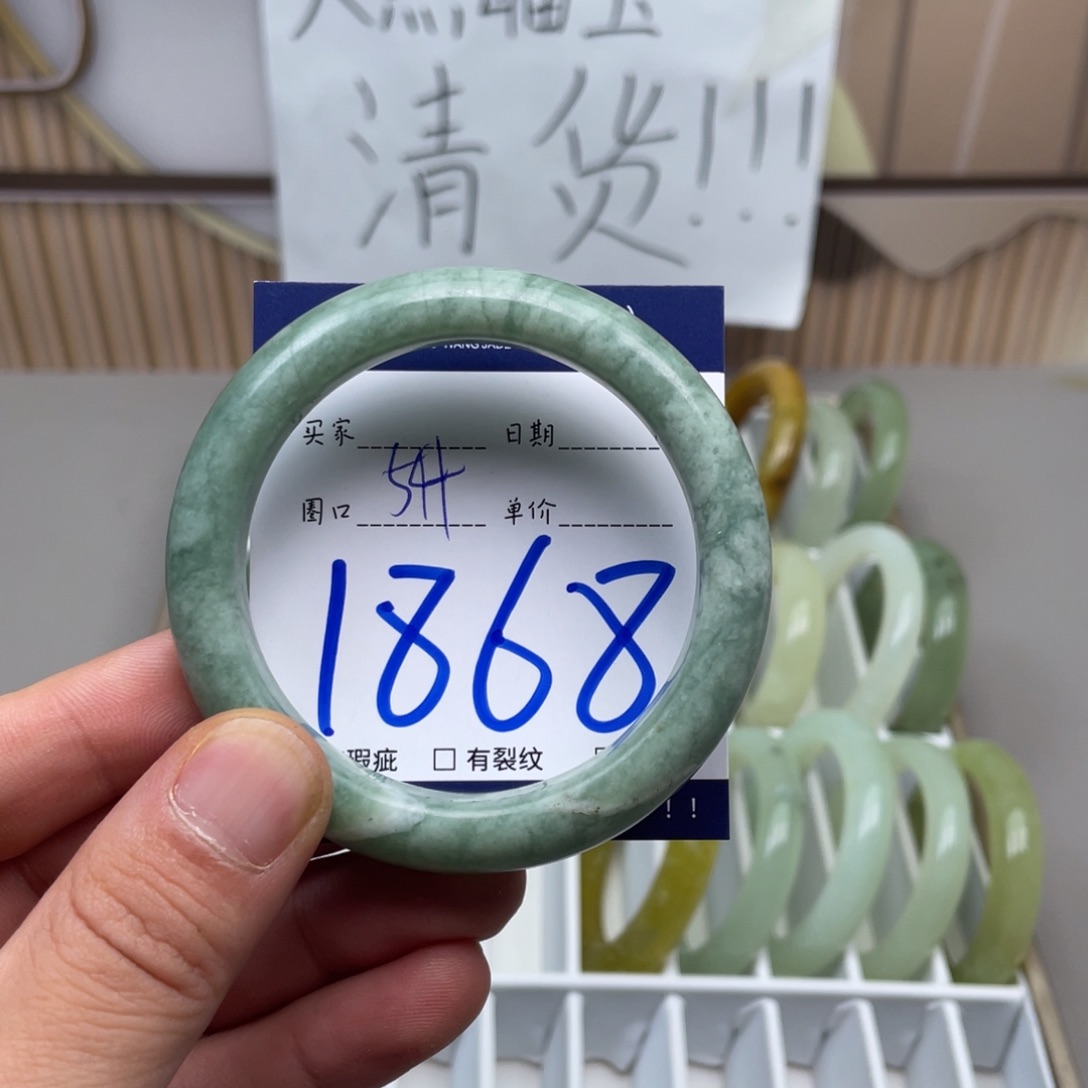 清货!!!
买家 日期
圈口 54 单价
1868
瑕疵 □ 有裂纹
!!